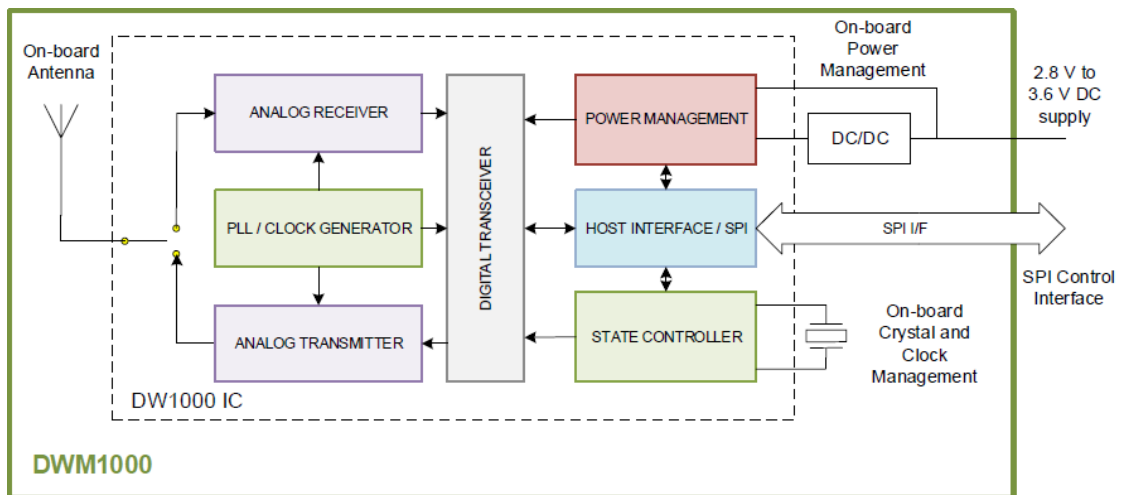 On-board
Antenna
On-board
Power
Management
2.8 V to
3.6 V DC
supply
ANALOG RECEIVER
POWER MANAGEMENT
DC/DC
PLL / CLOCK GENERATOR
DIGITAL TRANSCEIVER
HOST INTERFACE / SPI
SPI I/F
SPI Control
Interface
ANALOG TRANSMITTER
STATE CONTROLLER
On-board
Crystal and
Clock
Management
DW1000 IC
DWM1000